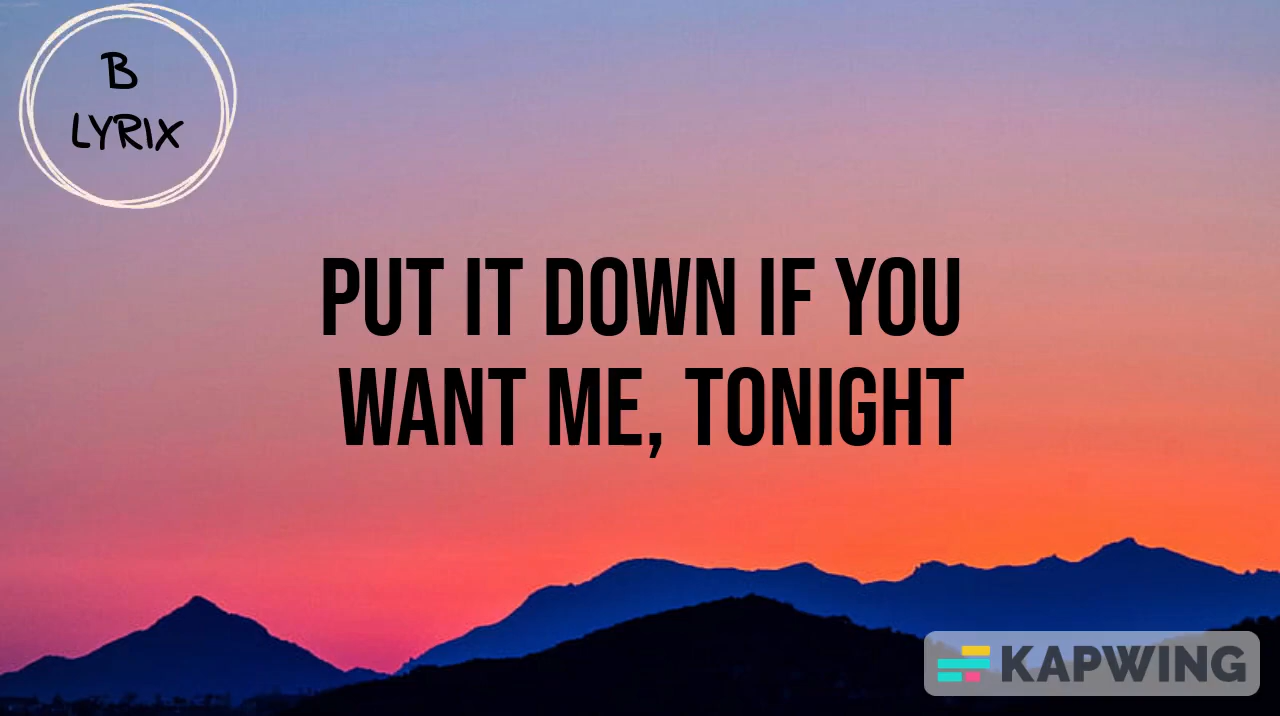 B
LYRIX
PUT IT DOWN IF YOU
WANT ME, TONIGHT
KAPWING